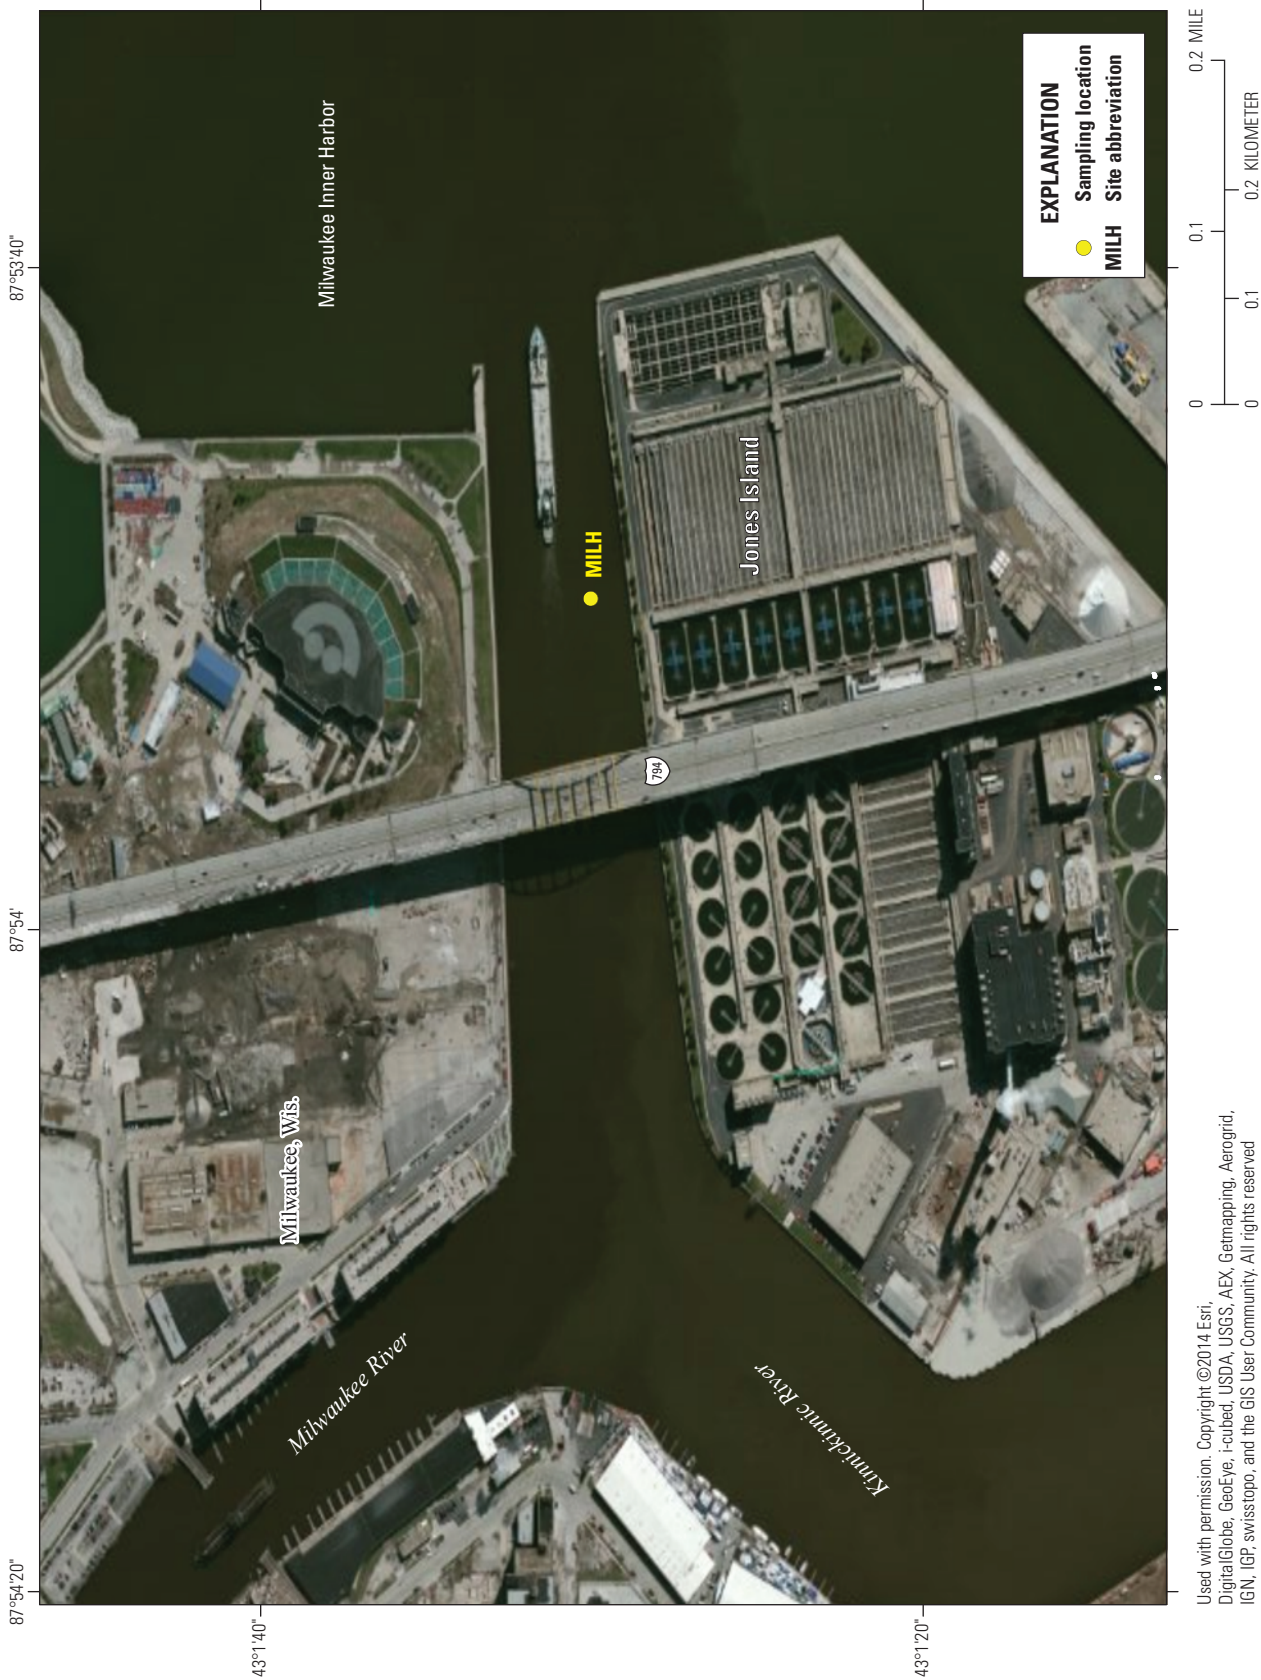 87°54'20"
87°54'
87°53'40"
43°1'40"
43°1'20"
Milwaukee Inner Harbor
Milwaukee, Wis.
MILH
794
Jones Island
Milwaukee River
Kinnickinnic River
EXPLANATION
Sampling location
MILH Site abbreviation
0 0.1 0.2 MILE
0 0.1 0.2 KILOMETER
Used with permission. Copyright ©2014 Esri,
DigitalGlobe, GeoEye, i-cubed, USDA, USGS, AEX, Getmapping, Aerogrid,
IGN, IGP, swisstopo, and the GIS User Community. All rights reserved